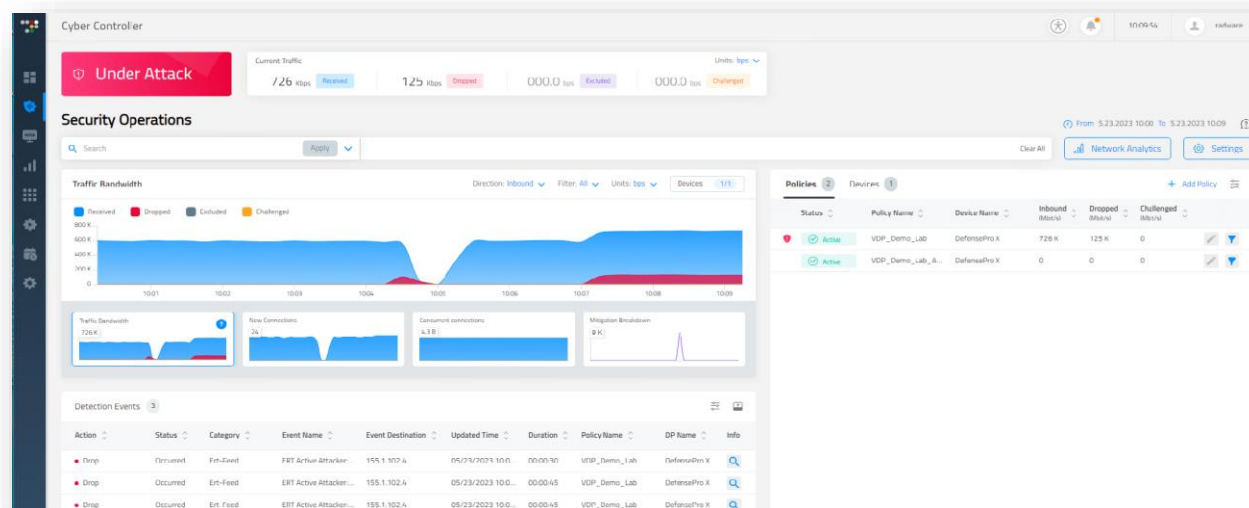 Cyber Controller
10:09:54
radware
Under Attack
Current Traffic
Units: bps
726 Kbps Received
125 Kbps Dropped
000.0 bps Excluded
000.0 bps Challenged
Security Operations
From 5.23.2023 10:00 To 5.23.2023 10:09
Search
Apply
Clear All
Network Analytics
Settings
Traffic Bandwidth
Direction: Inbound
Filter: All
Units: bps
Devices 1/1
Received Dropped Excluded Challenged
800 K
600 K
400 K
200 K
0
10:01 10:02 10:03 10:04 10:05 10:06 10:07 10:08 10:09
Traffic Bandwidth
726 K
New Connections
24
Concurrent connections
4.3 B
Mitigation Breakdown
9 K
Policies 2
Devices 1
+ Add Policy
Status Policy Name Device Name Inbound (Mbit/s) Dropped (Mbit/s) Challenged (Mbit/s)
Active VDP_Demo_Lab DefensePro X 726 K 125 K 0
Active VDP_Demo_Lab_A... DefensePro X 0 0 0
Detection Events 3
Action Status Category Event Name Event Destination Updated Time Duration Policy Name DP Name Info
Drop Occurred Ert-Feed ERT Active Attacker... 155.1.102.4 05/23/2023 10:0... 00:00:30 VDP_Demo_Lab DefensePro X
Drop Occurred Ert-Feed ERT Active Attacker... 155.1.102.4 05/23/2023 10:0... 00:00:45 VDP_Demo_Lab DefensePro X
Drop Occurred Ert-Feed ERT Active Attacker... 155.1.102.4 05/23/2023 10:0... 00:00:45 VDP_Demo_Lab DefensePro X